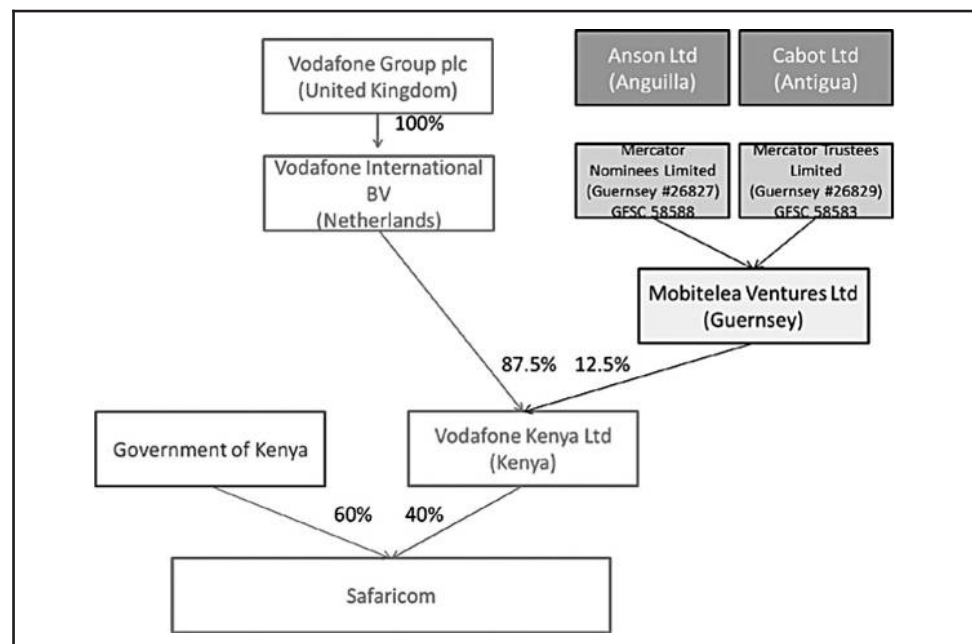 Vodafone Group plc
(United Kingdom)
Anson Ltd
(Anguilla)
Cabot Ltd
(Antigua)
100%
Vodafone International
BV
(Netherlands)
Mercator
Nominees Limited
(Guernsey #26827)
GFSC 58588
Mercator Trustees
Limited
(Guernsey #26829)
GFSC 58583
Mobitelea Ventures Ltd
(Guernsey)
87.5%
12.5%
Government of Kenya
Vodafone Kenya Ltd
(Kenya)
60%
40%
Safaricom